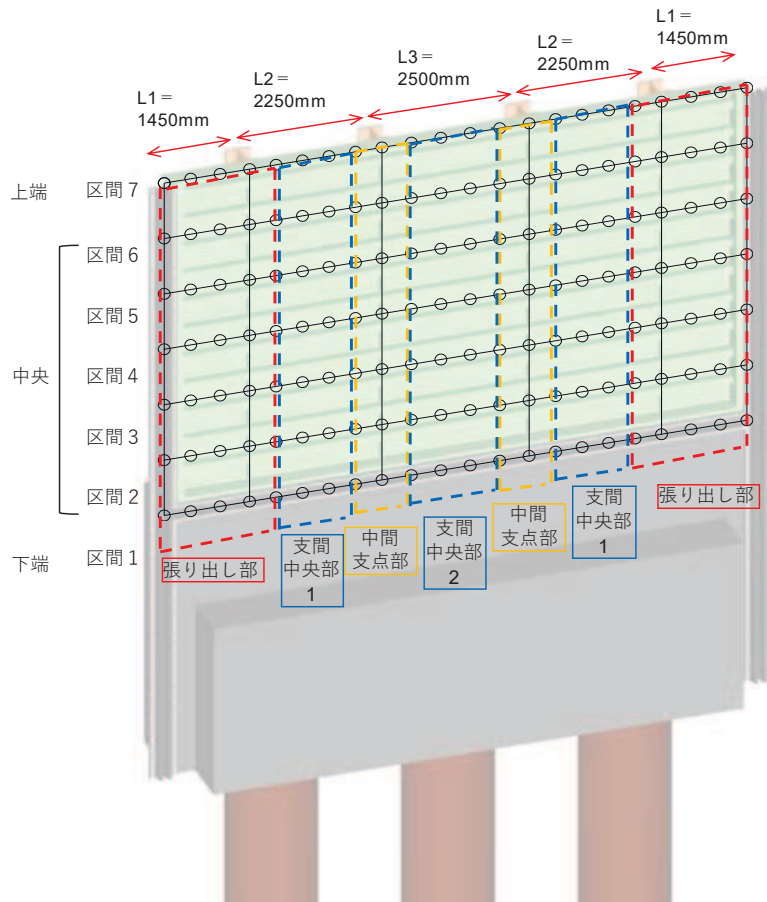 L1＝
1450mm
L2＝
2250mm
L3＝
2500mm
L2＝
2250mm
L1＝
1450mm
上端
区間 7
区間 6
区間 5
中央
区間 4
区間 3
区間 2
下端
区間 1
張り出し部
支間
中央部
1
中間
支点部
支間
中央部
2
中間
支点部
支間
中央部
1
張り出し部